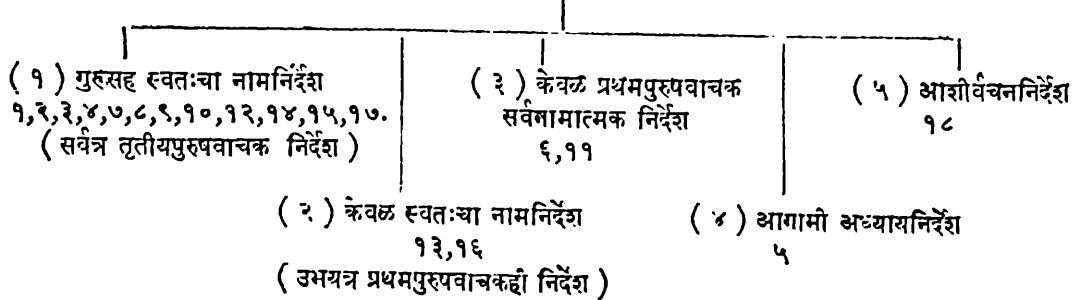 ( १ ) गुरुसह स्वतःचा नामनिर्देश
१,२,३,४,७,८,९,१०,१२,१४,१५,१७.
( सर्वत्र तृतीयपुरुषवाचक निर्देश )
( ३ ) केवळ प्रथमपुरुषवाचक
सर्वनामात्मक निर्देश
६,११
( ५ ) आशीर्वचननिर्देश
१८
( २ ) केवळ स्वतःचा नामनिर्देश
१३,१६
( उभयत्र प्रथमपुरुषवाचकही निर्देश )
( ४ ) आगामी अध्यायनिर्देश
५